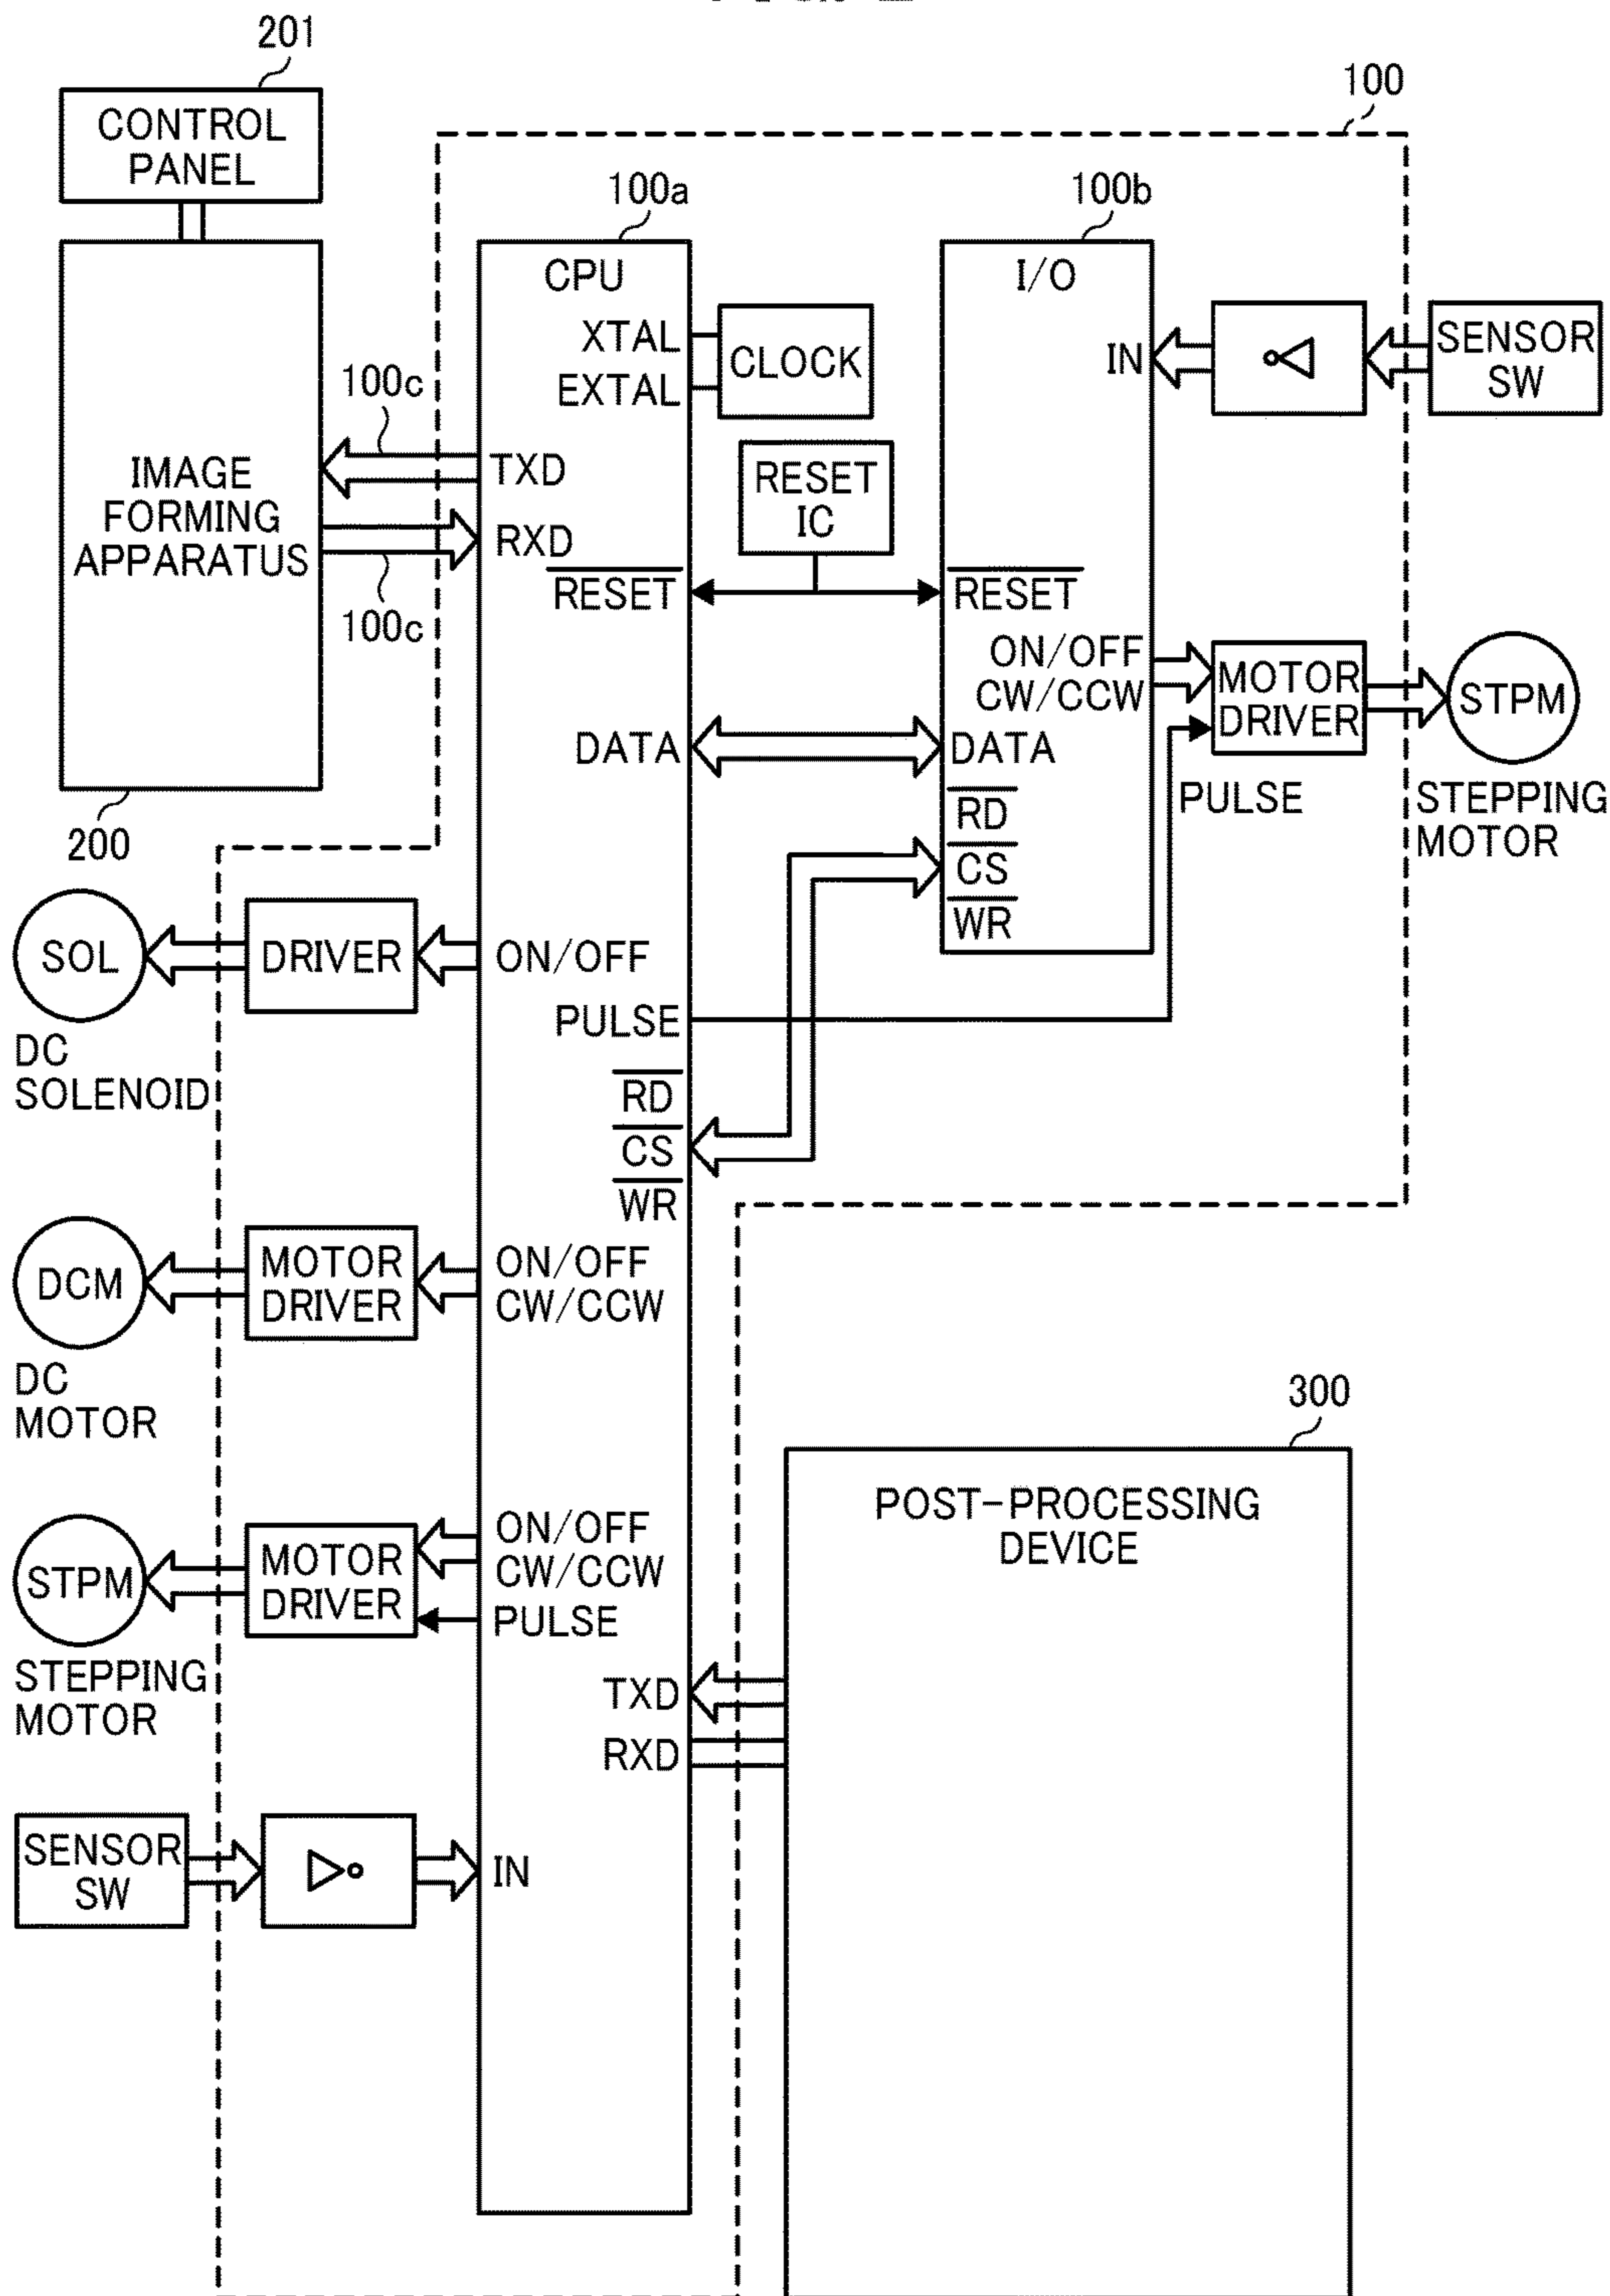 201
CONTROL
PANEL
100
100a
100b
CPU
I/O
XTAL
EXTAL
CLOCK
IN
SENSOR
SW
100c
TXD
IMAGE
FORMING
APPARATUS
RXD
100c
RESET
IC
RESET
RESET
ON/OFF
CW/CCW
MOTOR
DRIVER
STPM
DATA
DATA
PULSE
STEPPING
MOTOR
RD
CS
WR
200
SOL
DRIVER
ON/OFF
DC
SOLENOID
PULSE
RD
CS
WR
DCM
MOTOR
DRIVER
ON/OFF
CW/CCW
DC
MOTOR
300
POST-PROCESSING
DEVICE
STPM
MOTOR
DRIVER
ON/OFF
CW/CCW
PULSE
STEPPING
MOTOR
TXD
RXD
SENSOR
SW
IN